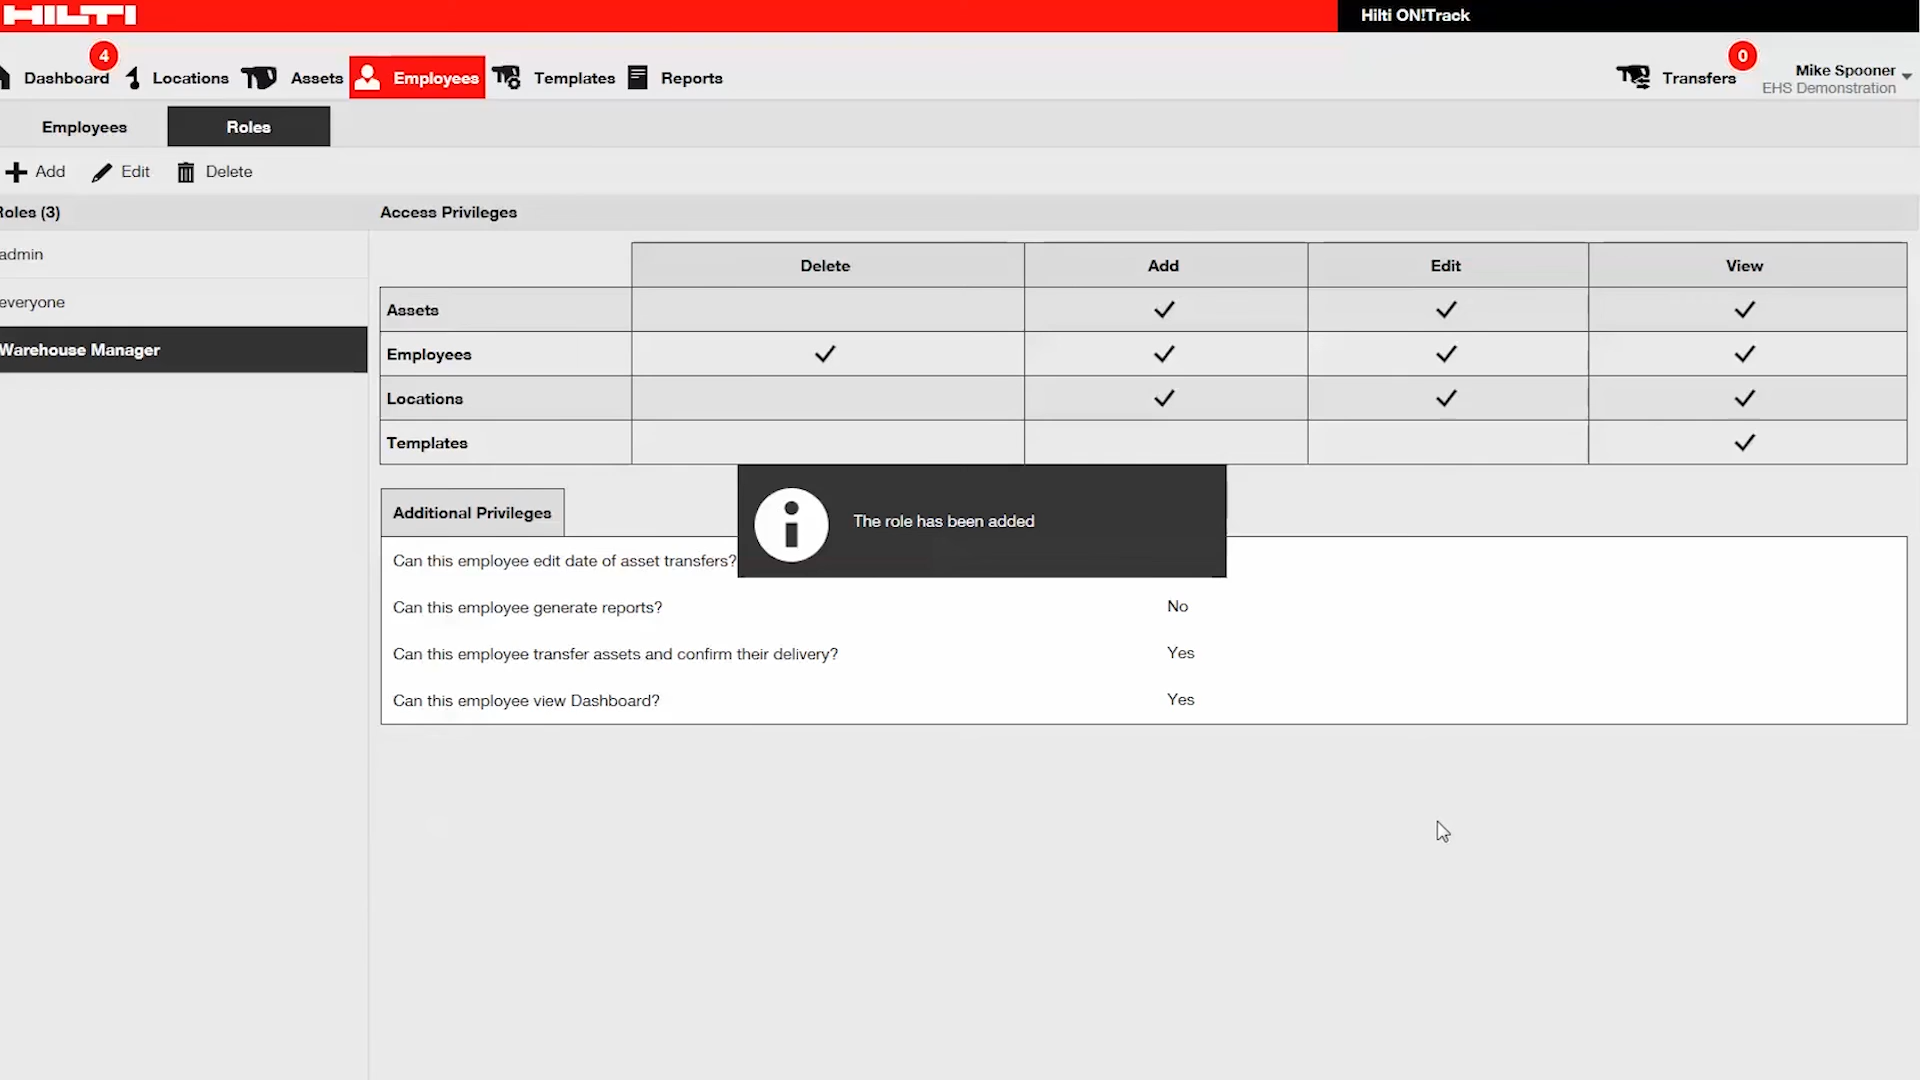 HILTI
Hilti ON!Track
4
0
Dashboard Locations Assets Employees Templates Reports Transfers Mike Spooner
EHS Demonstration
Employees Roles
Add Edit Delete
Roles (3) Access Privileges
admin
everyone
Warehouse Manager
Delete Add Edit View
Assets
Employees
Locations
Templates
Additional Privileges
The role has been added
Can this employee edit date of asset transfers?
Can this employee generate reports? No
Can this employee transfer assets and confirm their delivery? Yes
Can this employee view Dashboard? Yes